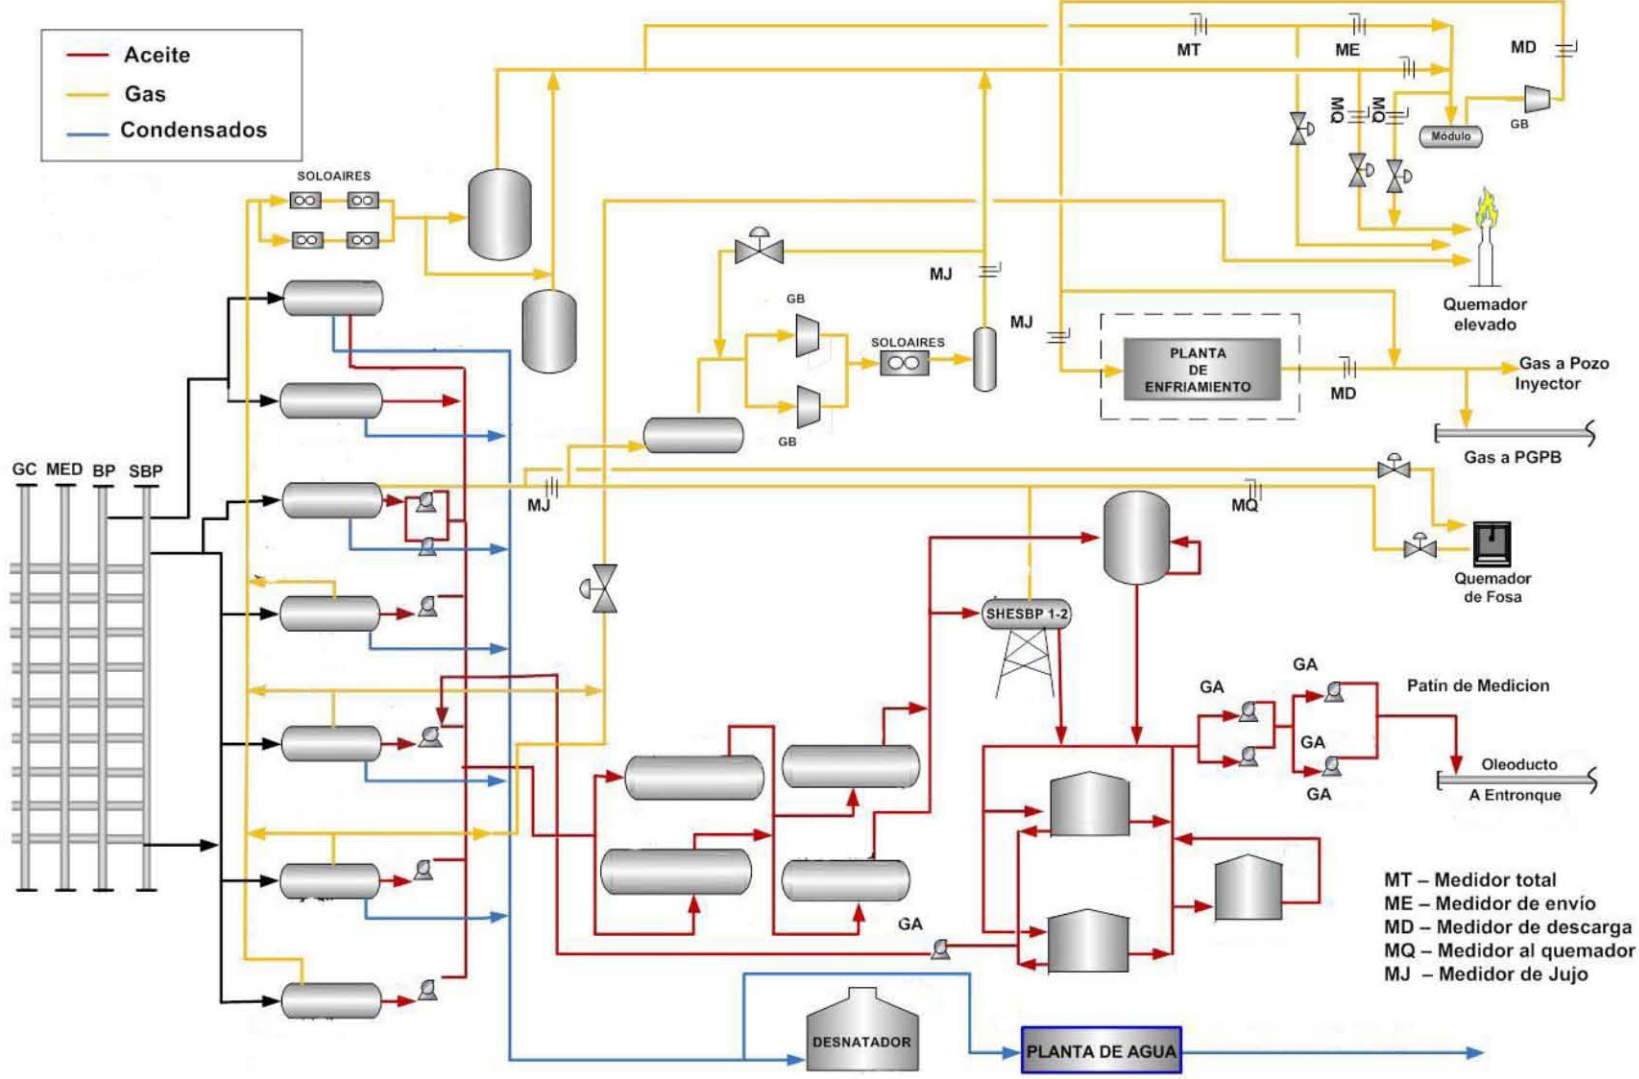 Aceite
Gas
Condensados
MT
ME
MD
MQ
MQ
Módulo
GB
SOLOAIRES
MJ
Quemador
elevado
GB
MJ
SOLOAIRES
PLANTA
DE
ENFRIAMIENTO
MD
Gas a Pozo
Inyector
GB
Gas a PGPB
GC MED BP SBP
MJ
MQ
Quemador
de Fosa
SHESBP 1-2
GA
GA
Patin de Medicion
GA
Oleoducto
GA
A Entronque
GA
MT – Medidor total
ME – Medidor de envío
MD – Medidor de descarga
MQ – Medidor al quemador
MJ – Medidor de Jujo
DESNATADOR
PLANTA DE AGUA